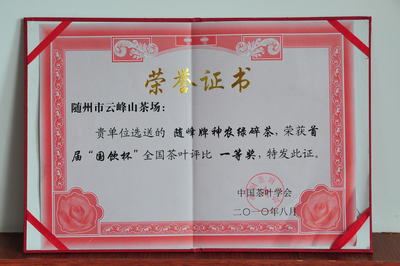 荣誉证书
随州市云峰山茶场：
贵单位选送的 随峰牌神农绿碎茶，荣获首
届“国饮杯”全国茶叶评比 一等奖，特发此证。
中国茶叶学会
二〇一〇年八月